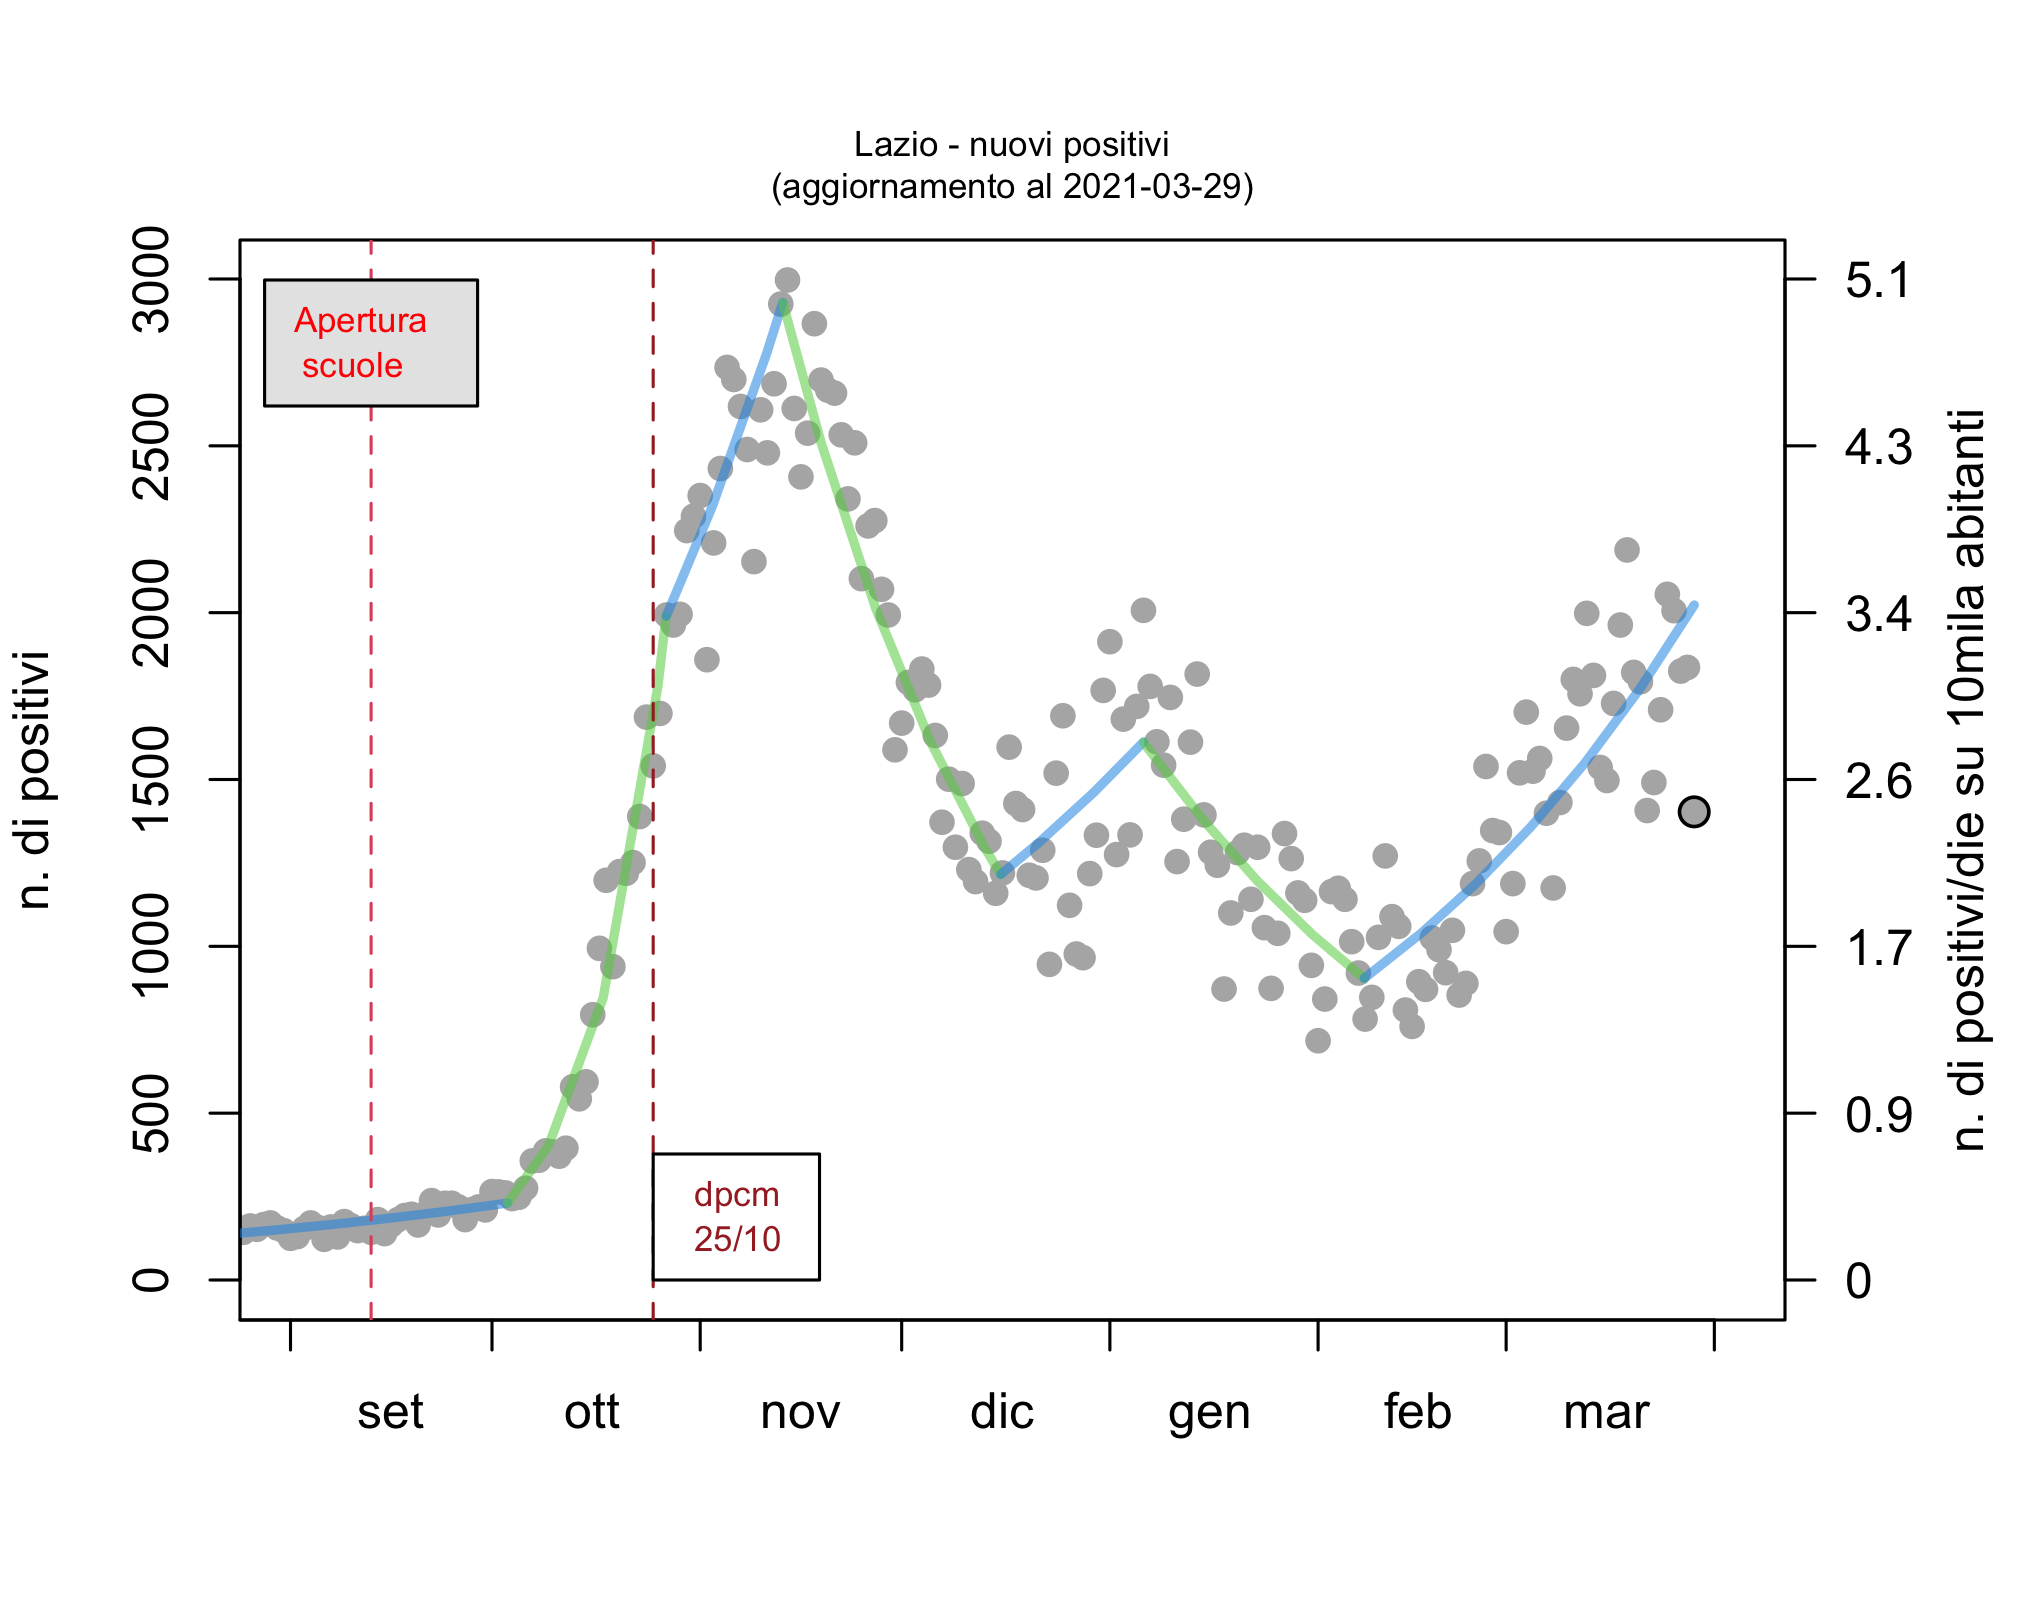 Lazio - nuovi positivi
(aggiornamento al 2021-03-29)
n. di positivi
3000
2500
2000
1500
1000
500
0
Apertura
scuole
dpcm
25/10
5.1
4.3
3.4
2.6
1.7
0.9
0
n. di positivi/die su 10mila abitanti
set ott nov dic gen feb mar